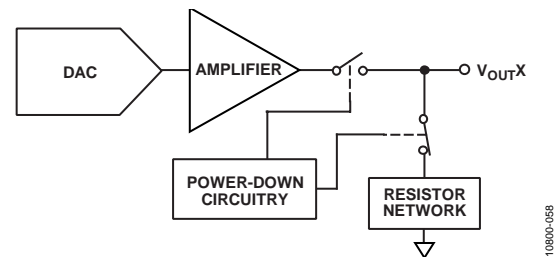 DAC
AMPLIFIER
VOUTX
POWER-DOWN
CIRCUITRY
RESISTOR
NETWORK
10800-058